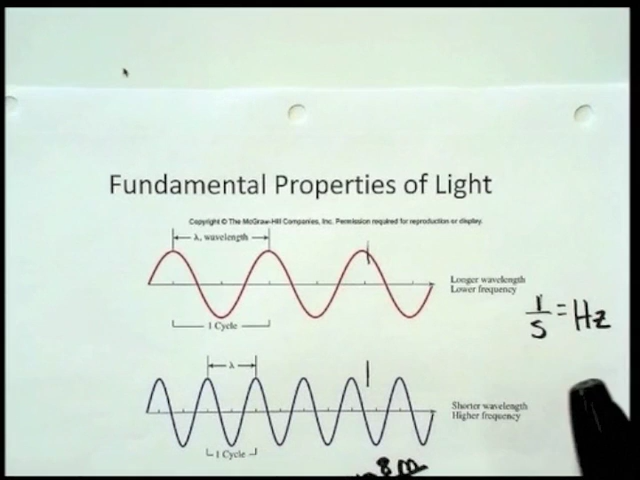 Fundamental Properties of Light
Copyright © The McGraw-Hill Companies, Inc. Permission required for reproduction or display.
λ, wavelength
Longer wavelength
Lower frequency
1/s = Hz
1 Cycle
λ
Shorter wavelength
Higher frequency
1 Cycle
8 m